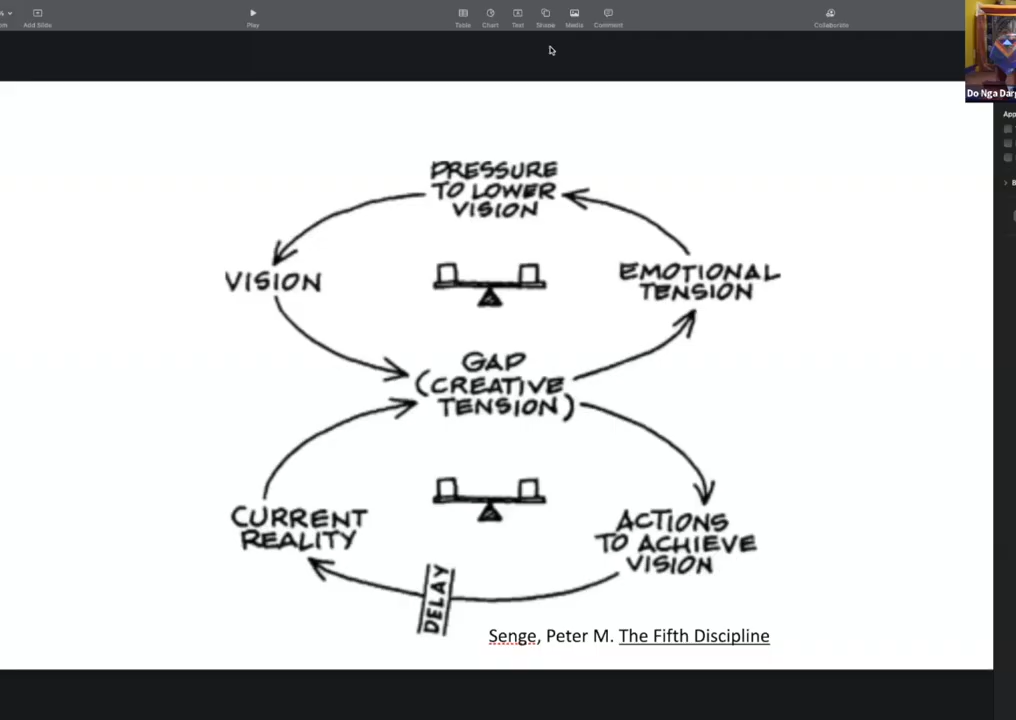 Add Slide
Play
Table
Chart
Text
Shape
Media
Comment
Collaborate
Do Nga Dar
PRESSURE
TO LOWER
VISION
VISION
EMOTIONAL
TENSION
GAP
(CREATIVE
TENSION)
CURRENT
REALITY
ACTIONS
TO ACHIEVE
VISION
DELAY
Senge, Peter M. The Fifth Discipline